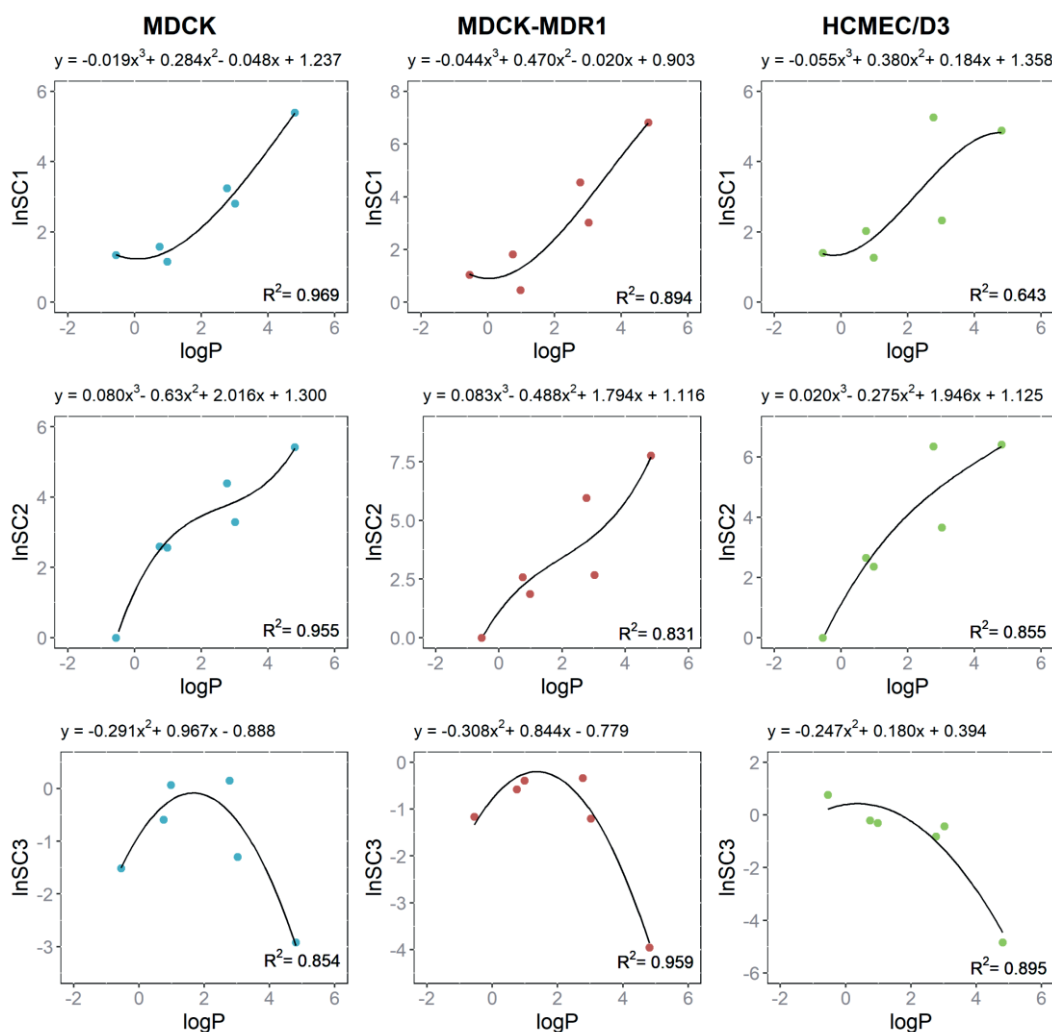 MDCK MDCK-MDR1 HCMEC/D3
y = -0.019x³+ 0.284x²- 0.048x + 1.237 y = -0.044x³+ 0.470x²- 0.020x + 0.903 y = -0.055x³+ 0.380x²+ 0.184x + 1.358
lnSC1
6
4
2
0
R²= 0.969
-2 0 2 4 6
logP
lnSC1
8
6
4
2
0
R²= 0.894
-2 0 2 4 6
logP
lnSC1
6
4
2
0
R²= 0.643
-2 0 2 4 6
logP
y = 0.080x³- 0.63x²+ 2.016x + 1.300 y = 0.083x³- 0.488x²+ 1.794x + 1.116 y = 0.020x³- 0.275x²+ 1.946x + 1.125
lnSC2
6
4
2
0
R²= 0.955
-2 0 2 4 6
logP
lnSC2
7.5
5.0
2.5
0.0
R²= 0.831
-2 0 2 4 6
logP
lnSC2
6
4
2
0
R²= 0.855
-2 0 2 4 6
logP
y = -0.291x²+ 0.967x - 0.888 y = -0.308x²+ 0.844x - 0.779 y = -0.247x²+ 0.180x + 0.394
lnSC3
0
-1
-2
-3
R²= 0.854
-2 0 2 4 6
logP
lnSC3
0
-1
-2
-3
-4
R²= 0.959
-2 0 2 4 6
logP
lnSC3
2
0
-2
-4
-6
R²= 0.895
-2 0 2 4 6
logP